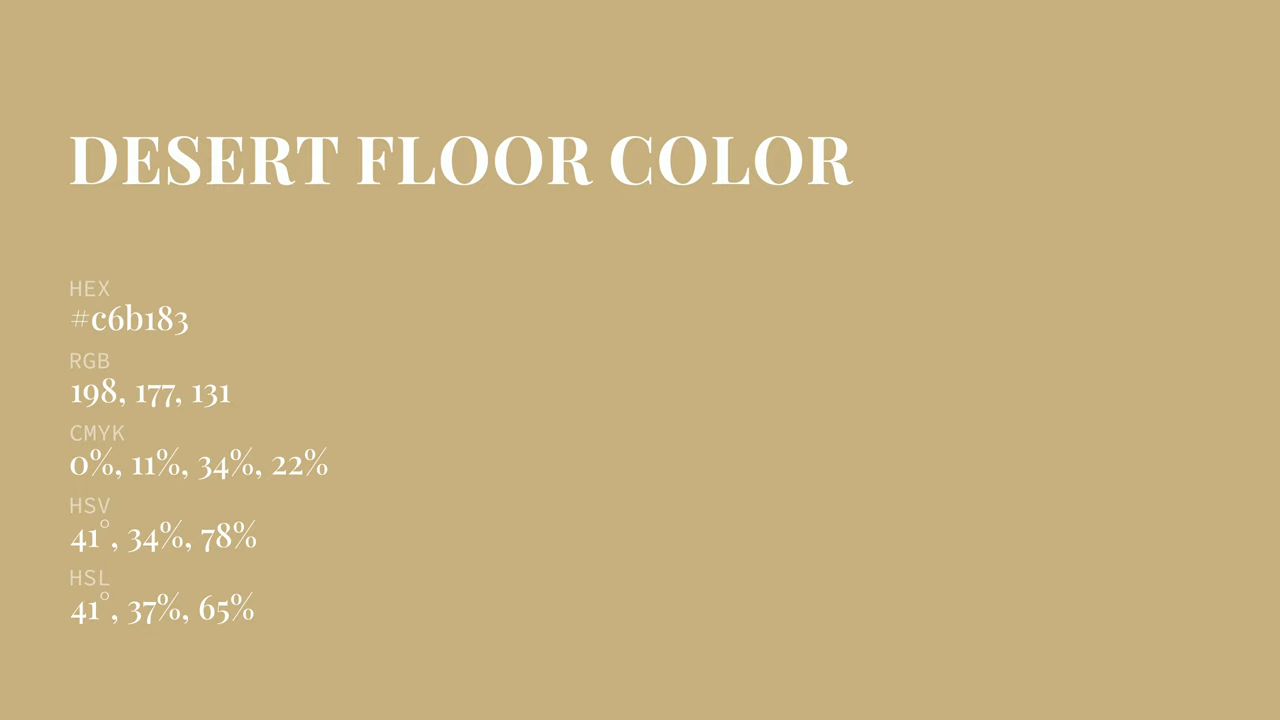 DESERT FLOOR COLOR
HEX
#c6b183
RGB
198, 177, 131
CMYK
0%, 11%, 34%, 22%
HSV
41°, 34%, 78%
HSL
41°, 37%, 65%